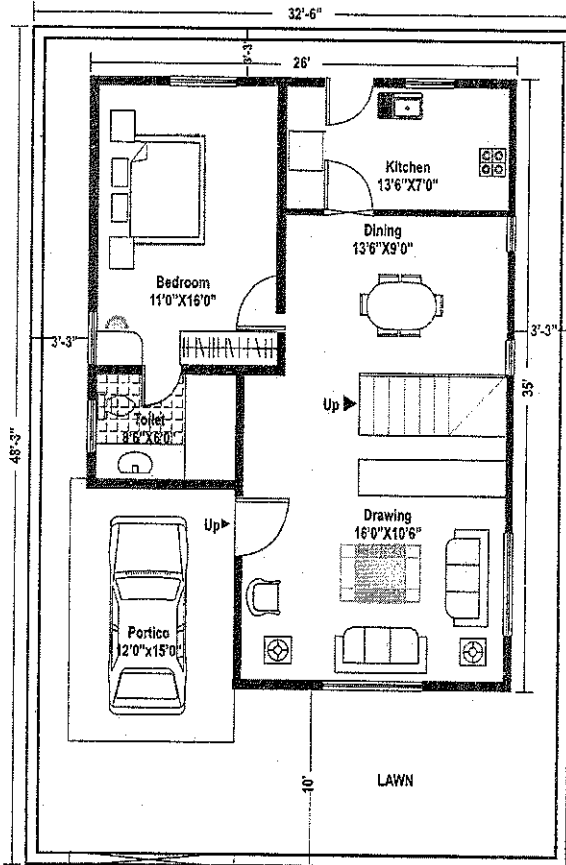 32'-6"
3'-3"
26'
Kitchen
13'6"X7'0"
Dining
13'6"X9'0"
Bedroom
11'0"X16'0"
3'-3"
3'-3"
35'
Up
Toilet
8'6"X6'0"
48'-3"
Drawing
16'0"X10'6"
Up
Portico
12'0"x15'0"
10'
LAWN